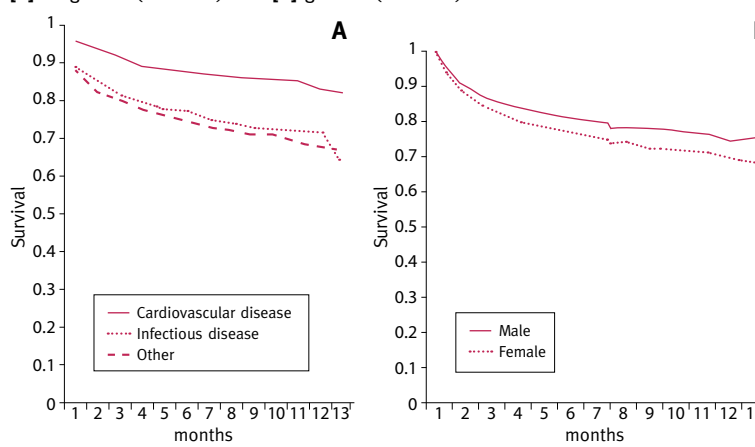 A
1
0.9
0.8
0.7
0.6
0.5
0.4
0.3
0.2
0.1
0
Survival
Cardiovascular disease
Infectious disease
Other
1 2 3 4 5 6 7 8 9 10 11 12 13
months
1
0.9
0.8
0.7
0.6
0.5
0.4
0.3
0.2
0.1
0
Survival
Male
Female
1 2 3 4 5 6 7 8 9 10 11 12
months